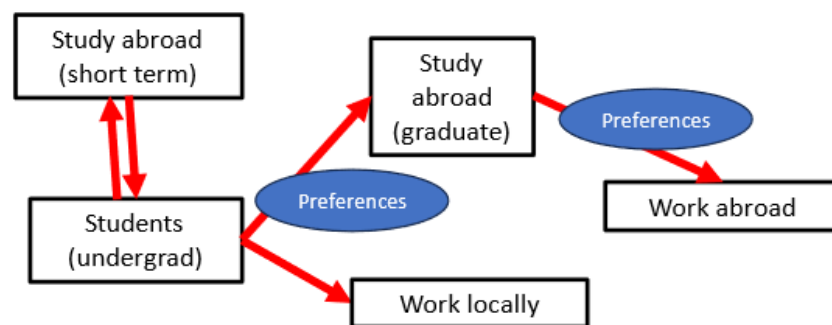 Study abroad
(short term)
Study
abroad
(graduate)
Preferences
Preferences
Work abroad
Students
(undergrad)
Work locally